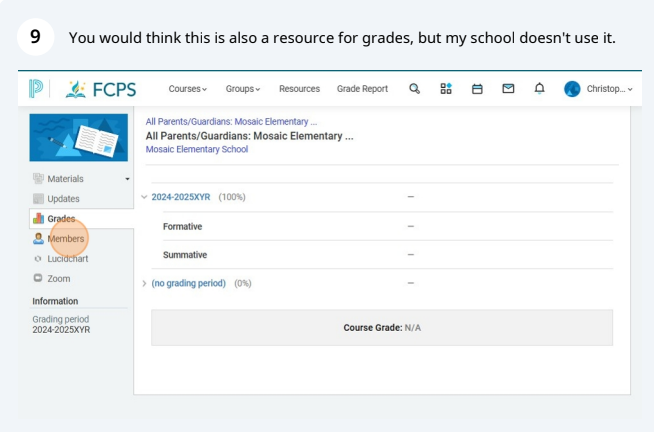 9 You would think this is also a resource for grades, but my school doesn't use it.
FCPS Courses Groups Resources Grade Report Christop...
All Parents/Guardians: Mosaic Elementary ...
All Parents/Guardians: Mosaic Elementary ...
Mosaic Elementary School
Materials
Updates
Grades
Members
Lucidchart
Zoom
Information
Grading period
2024-2025XYR
2024-2025XYR (100%) —
Formative —
Summative —
(no grading period) (0%) —
Course Grade: N/A